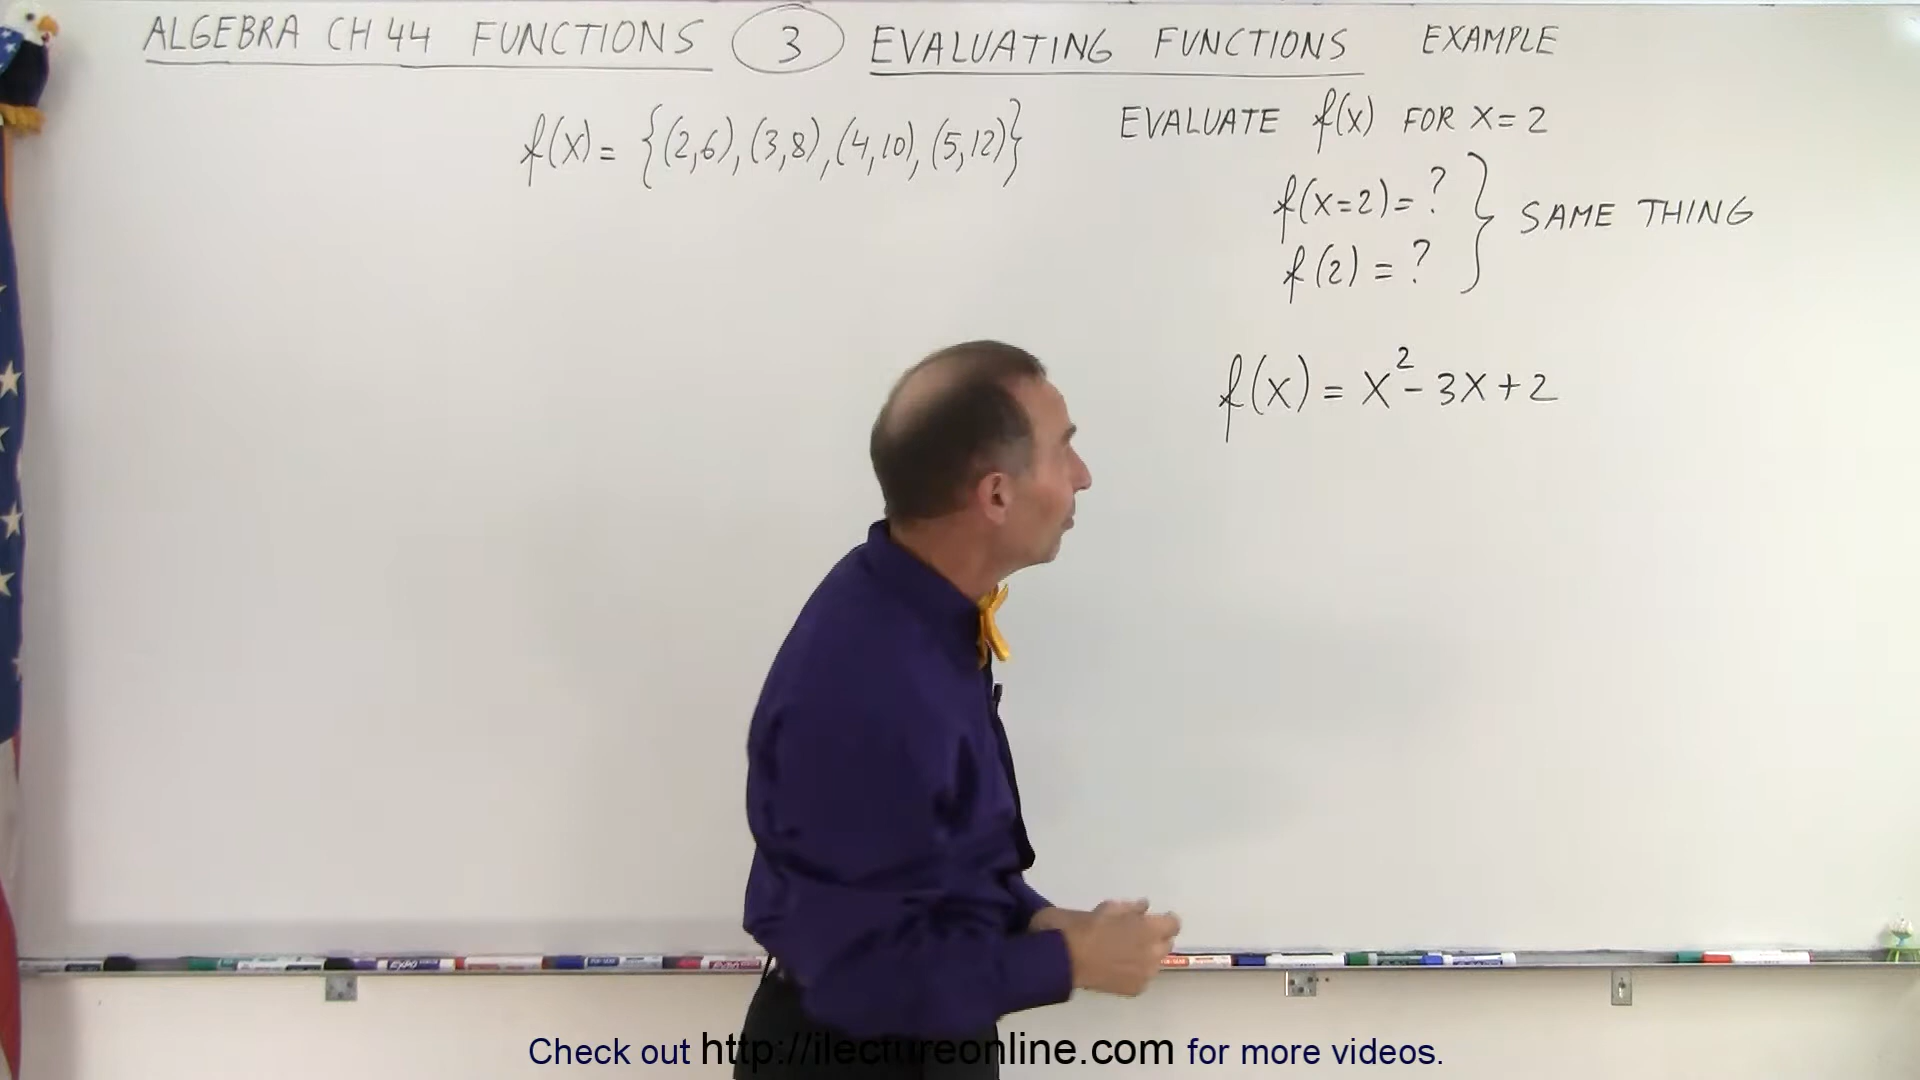 ALGEBRA CH 44 FUNCTIONS 3 EVALUATING FUNCTIONS EXAMPLE
f(x) = {(2,6), (3,8), (4,10), (5,12)}
EVALUATE f(x) FOR x = 2
f(x=2) = ?
f(2) = ?
SAME THING
f(x) = x² - 3x + 2
Check out http://ilectureonline.com for more videos.